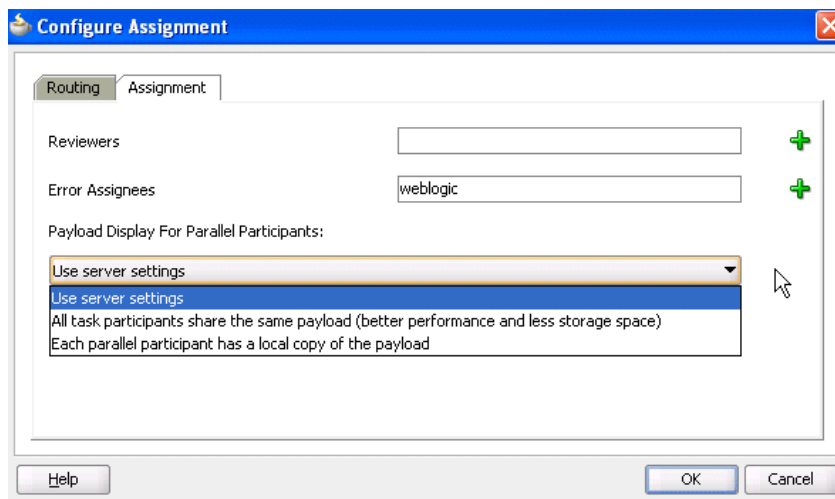 Configure Assignment
Routing
Assignment
Reviewers
Error Assignees
weblogic
Payload Display For Parallel Participants:
Use server settings
Use server settings
All task participants share the same payload (better performance and less storage space)
Each parallel participant has a local copy of the payload
Help
OK
Cancel